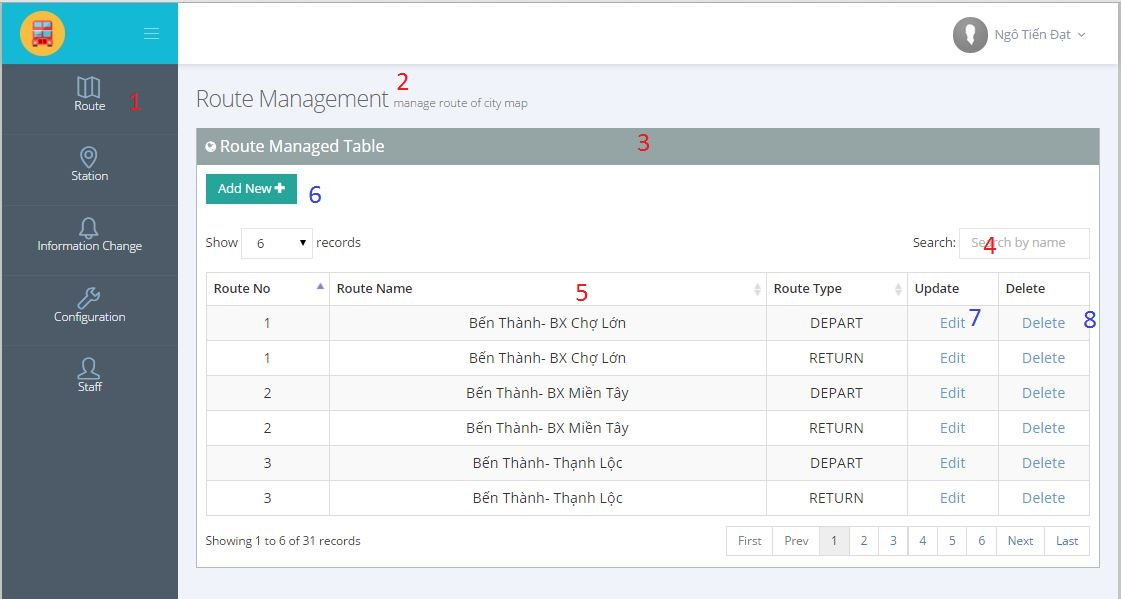 Ngô Tiến Đạt
Route 1
Station
Information Change
Configuration
Staff
2
Route Management manage route of city map
Route Managed Table 3
Add New 6
Show 6 records Search: Search by name 4
Route No Route Name 5 Route Type Update Delete
1 Bến Thành- BX Chợ Lớn DEPART Edit 7 Delete 8
1 Bến Thành- BX Chợ Lớn RETURN Edit Delete
2 Bến Thành- BX Miền Tây DEPART Edit Delete
2 Bến Thành- BX Miền Tây RETURN Edit Delete
3 Bến Thành- Thạnh Lộc DEPART Edit Delete
3 Bến Thành- Thạnh Lộc RETURN Edit Delete
Showing 1 to 6 of 31 records First Prev 1 2 3 4 5 6 Next Last